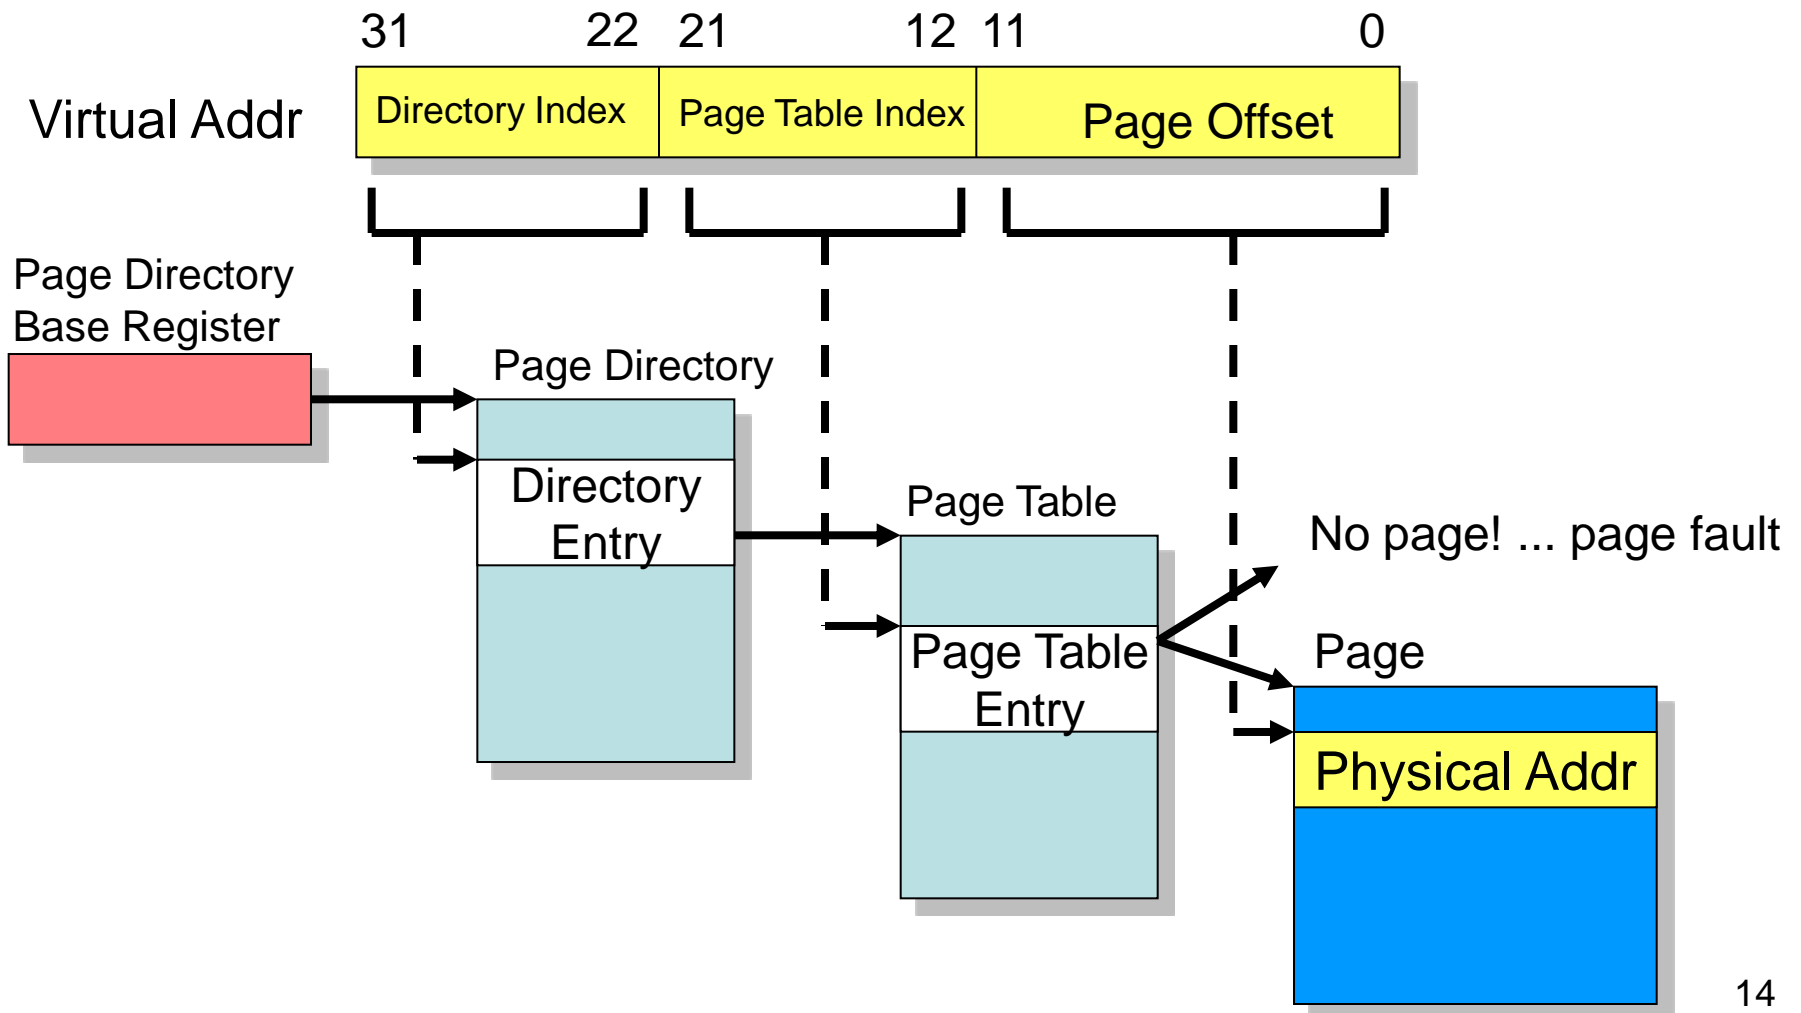 31 22 21 12 11 0
Virtual Addr
Directory Index
Page Table Index
Page Offset
Page Directory
Base Register
Page Directory
Directory
Entry
Page Table
Page Table
Entry
No page! ... page fault
Page
Physical Addr
14